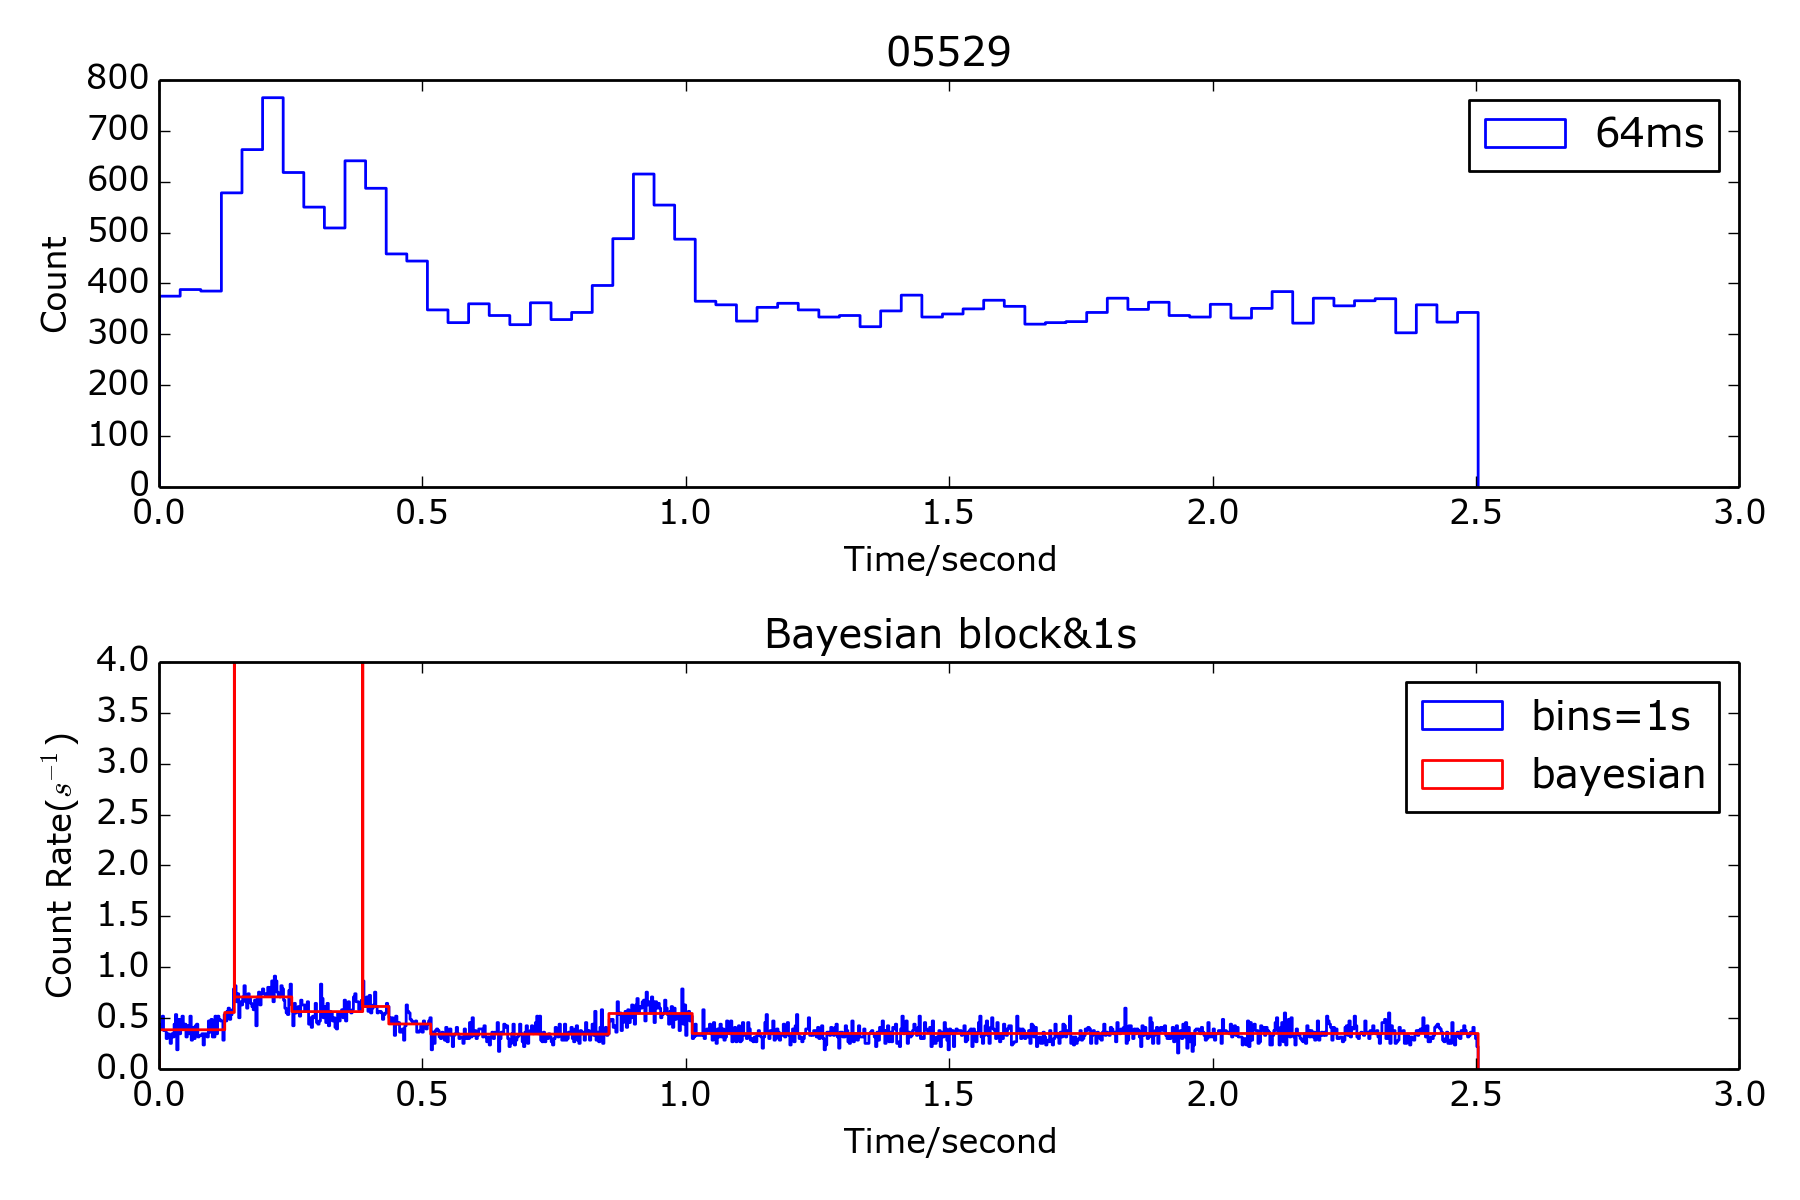 05529
800
700
600
500
400
300
200
100
0
Count
64ms
0.0 0.5 1.0 1.5 2.0 2.5 3.0
Time/second
Bayesian block&1s
4.0
3.5
3.0
2.5
2.0
1.5
1.0
0.5
0.0
Count Rate(s⁻¹)
bins=1s
bayesian
0.0 0.5 1.0 1.5 2.0 2.5 3.0
Time/second